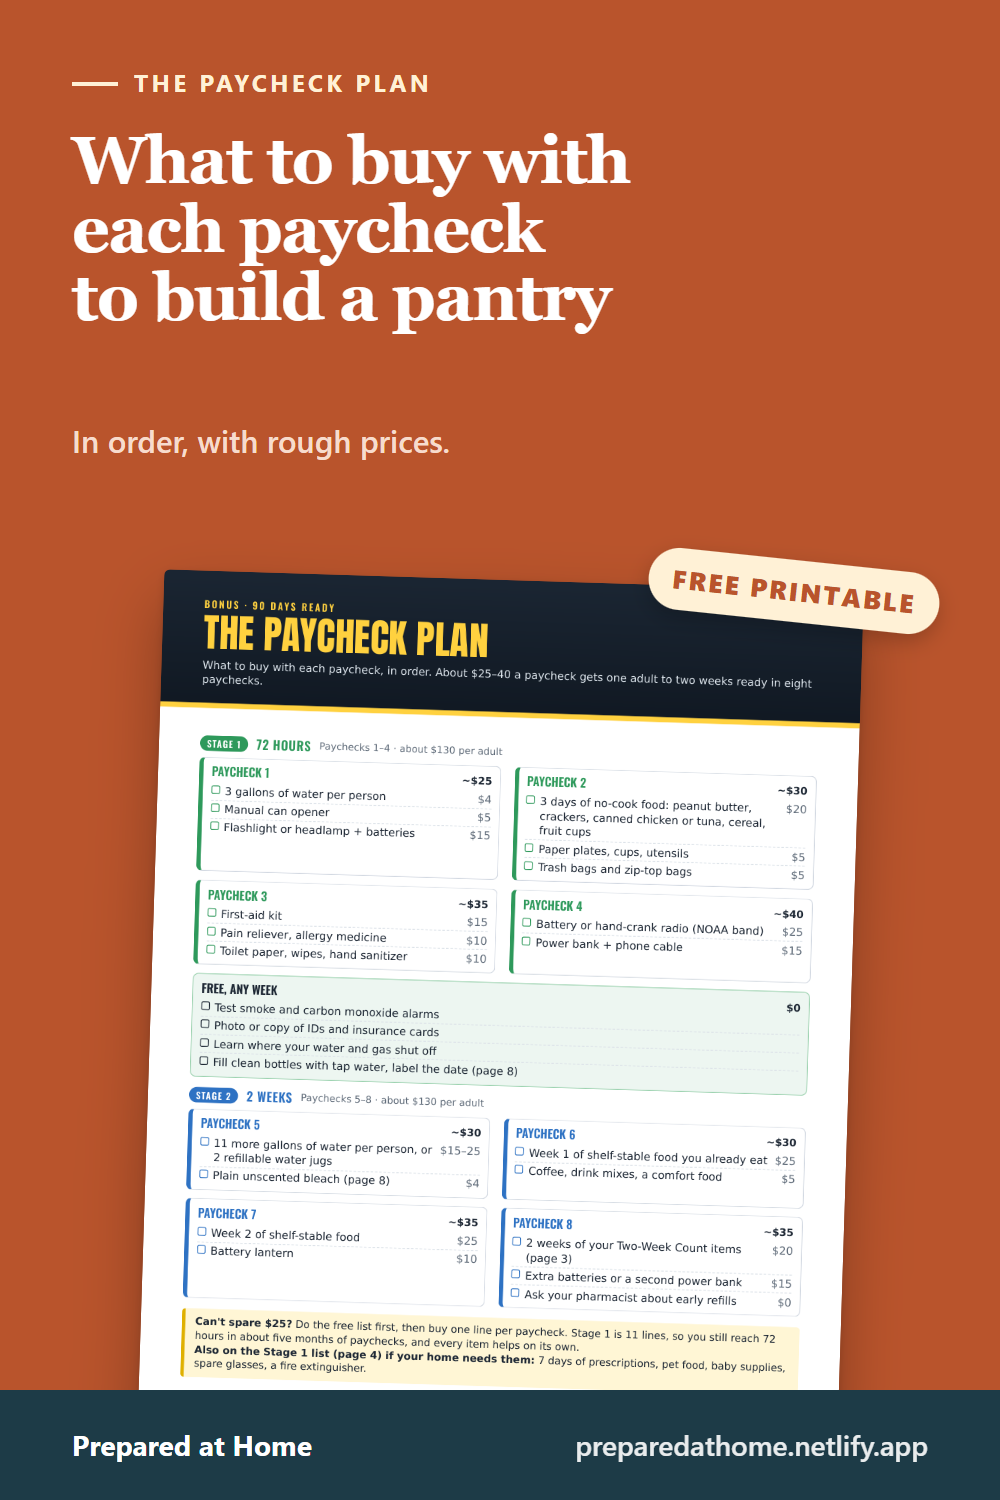 THE PAYCHECK PLAN
What to buy with
each paycheck
to build a pantry
In order, with rough prices.
FREE PRINTABLE
BONUS · 90 DAYS READY
THE PAYCHECK PLAN
What to buy with each paycheck, in order. About $25–40 a paycheck gets one adult to two weeks ready in eight
paychecks.
STAGE 1 72 HOURS Paychecks 1–4 · about $130 per adult
PAYCHECK 1 ~$25
3 gallons of water per person $4
Manual can opener $5
Flashlight or headlamp + batteries $15
PAYCHECK 2 ~$30
3 days of no-cook food: peanut butter, $20
crackers, canned chicken or tuna, cereal,
fruit cups
Paper plates, cups, utensils $5
Trash bags and zip-top bags $5
PAYCHECK 3 ~$35
First-aid kit $15
Pain reliever, allergy medicine $10
Toilet paper, wipes, hand sanitizer $10
PAYCHECK 4 ~$40
Battery or hand-crank radio (NOAA band) $25
Power bank + phone cable $15
FREE, ANY WEEK $0
Test smoke and carbon monoxide alarms
Photo or copy of IDs and insurance cards
Learn where your water and gas shut off
Fill clean bottles with tap water, label the date (page 8)
STAGE 2 2 WEEKS Paychecks 5–8 · about $130 per adult
PAYCHECK 5 ~$30
11 more gallons of water per person, or $15–25
2 refillable water jugs
Plain unscented bleach (page 8) $4
PAYCHECK 6 ~$30
Week 1 of shelf-stable food you already eat $25
Coffee, drink mixes, a comfort food $5
PAYCHECK 7 ~$35
Week 2 of shelf-stable food $25
Battery lantern $10
PAYCHECK 8 ~$35
2 weeks of your Two-Week Count items $20
(page 3)
Extra batteries or a second power bank $15
Ask your pharmacist about early refills $0
Can't spare $25? Do the free list first, then buy one line per paycheck. Stage 1 is 11 lines, so you still reach 72
hours in about five months of paychecks, and every item helps on its own.
Also on the Stage 1 list (page 4) if your home needs them: 7 days of prescriptions, pet food, baby supplies,
spare glasses, a fire extinguisher.
Prepared at Home
preparedathome.netlify.app